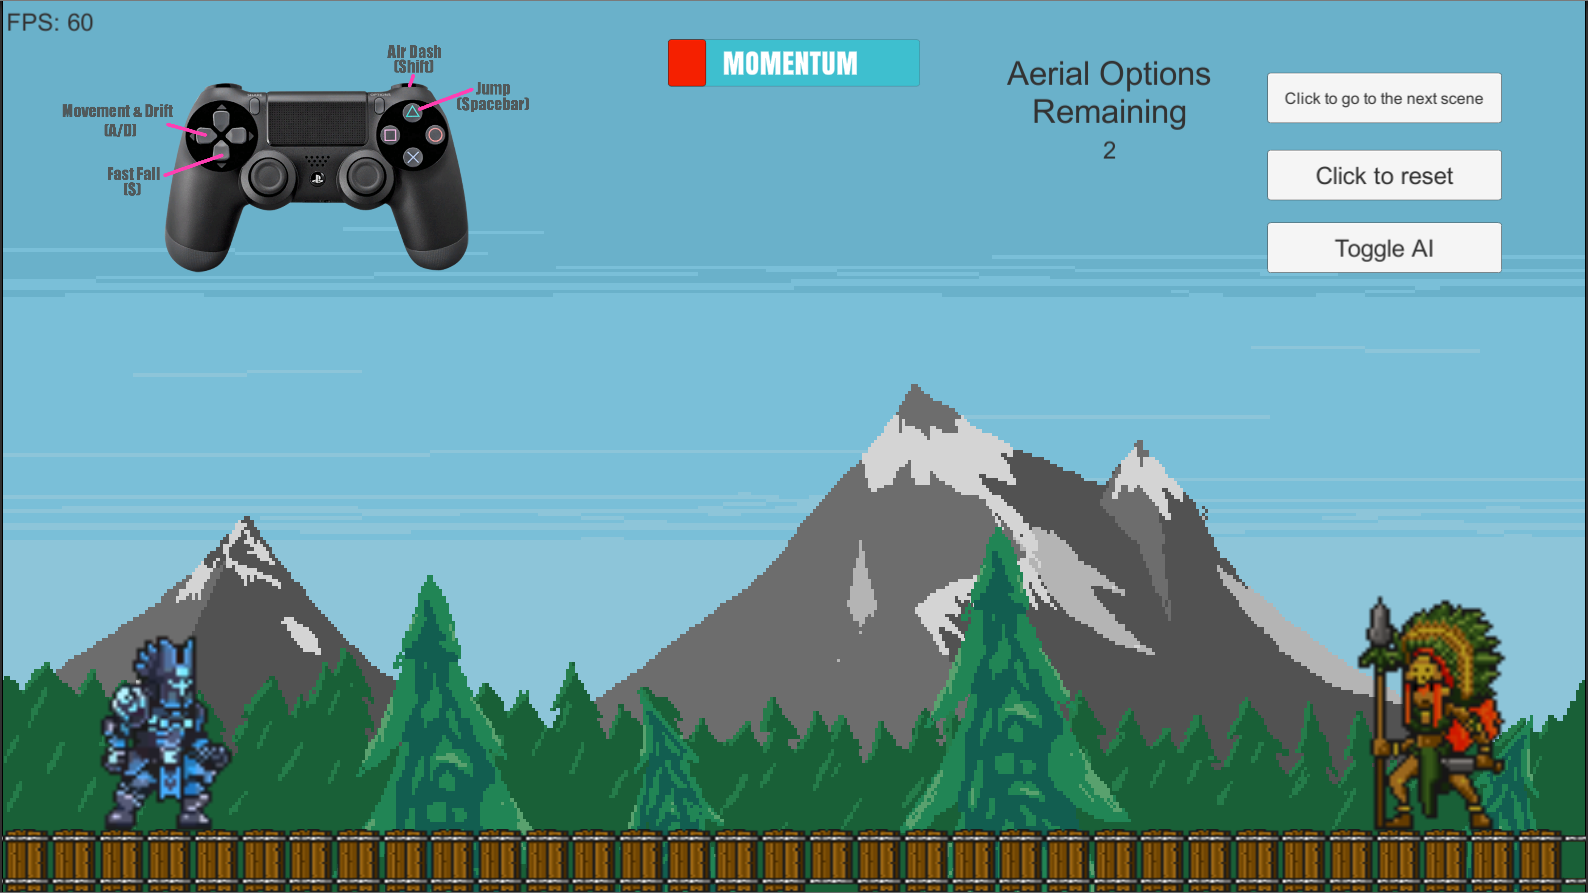 FPS: 60
Air Dash
(Shift)
Jump
(Spacebar)
Movement & Drift
(A/D)
Fast Fall
(S)
MOMENTUM
Aerial Options
Remaining
2
Click to go to the next scene
Click to reset
Toggle AI